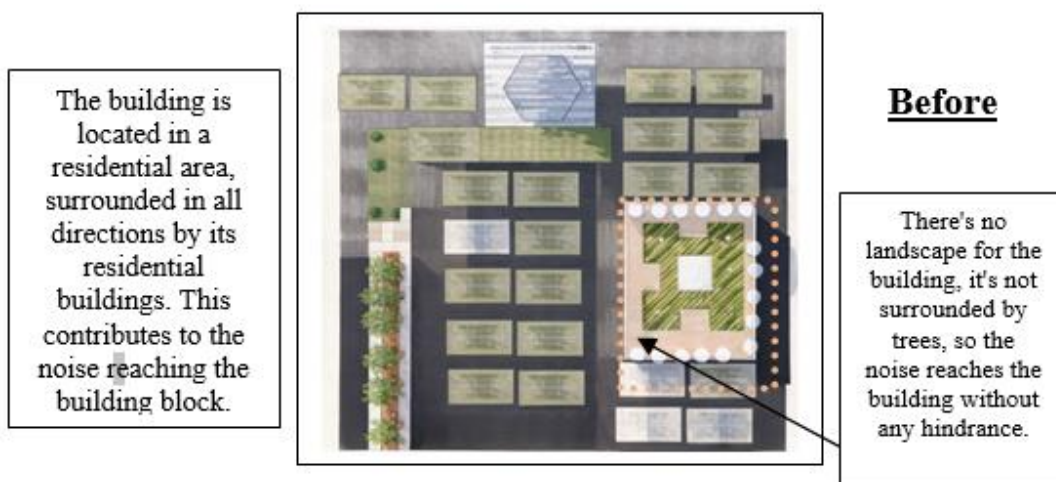 The building is
located in a
residential area,
surrounded in all
directions by its
residential
buildings. This
contributes to the
noise reaching the
building block.
Before
There's no
landscape for the
building, it's not
surrounded by
trees, so the
noise reaches the
building without
any hindrance.